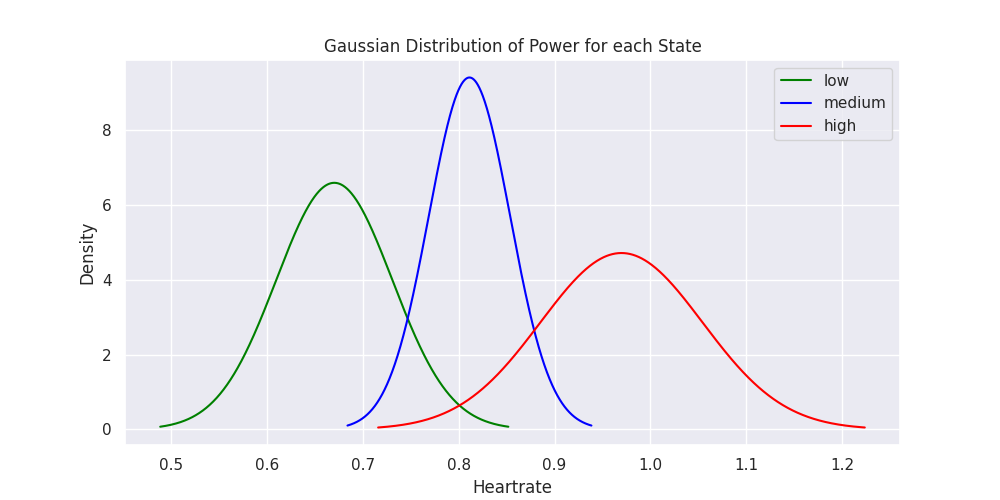 Gaussian Distribution of Power for each State
low
medium
high
Density
8
6
4
2
0
0.5 0.6 0.7 0.8 0.9 1.0 1.1 1.2
Heartrate